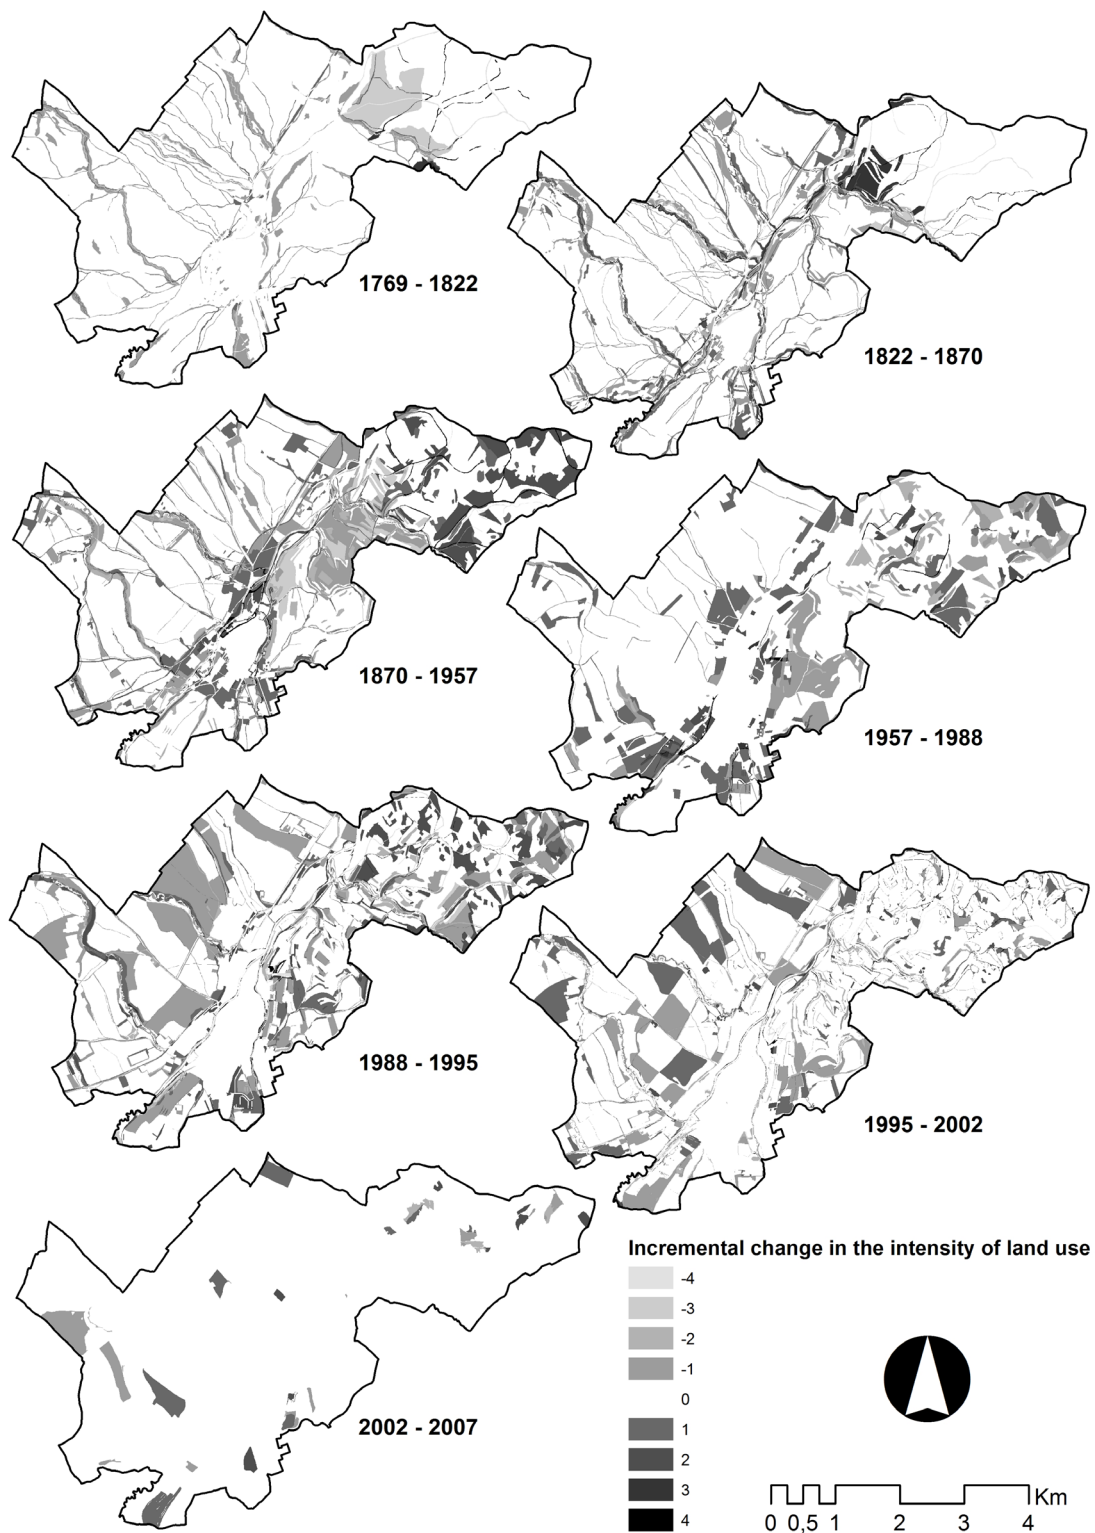 1769 - 1822
1822 - 1870
1870 - 1957
1957 - 1988
1988 - 1995
1995 - 2002
2002 - 2007
Incremental change in the intensity of land use
-4
-3
-2
-1
0
1
2
3
4
Km
0 0,5 1 2 3 4